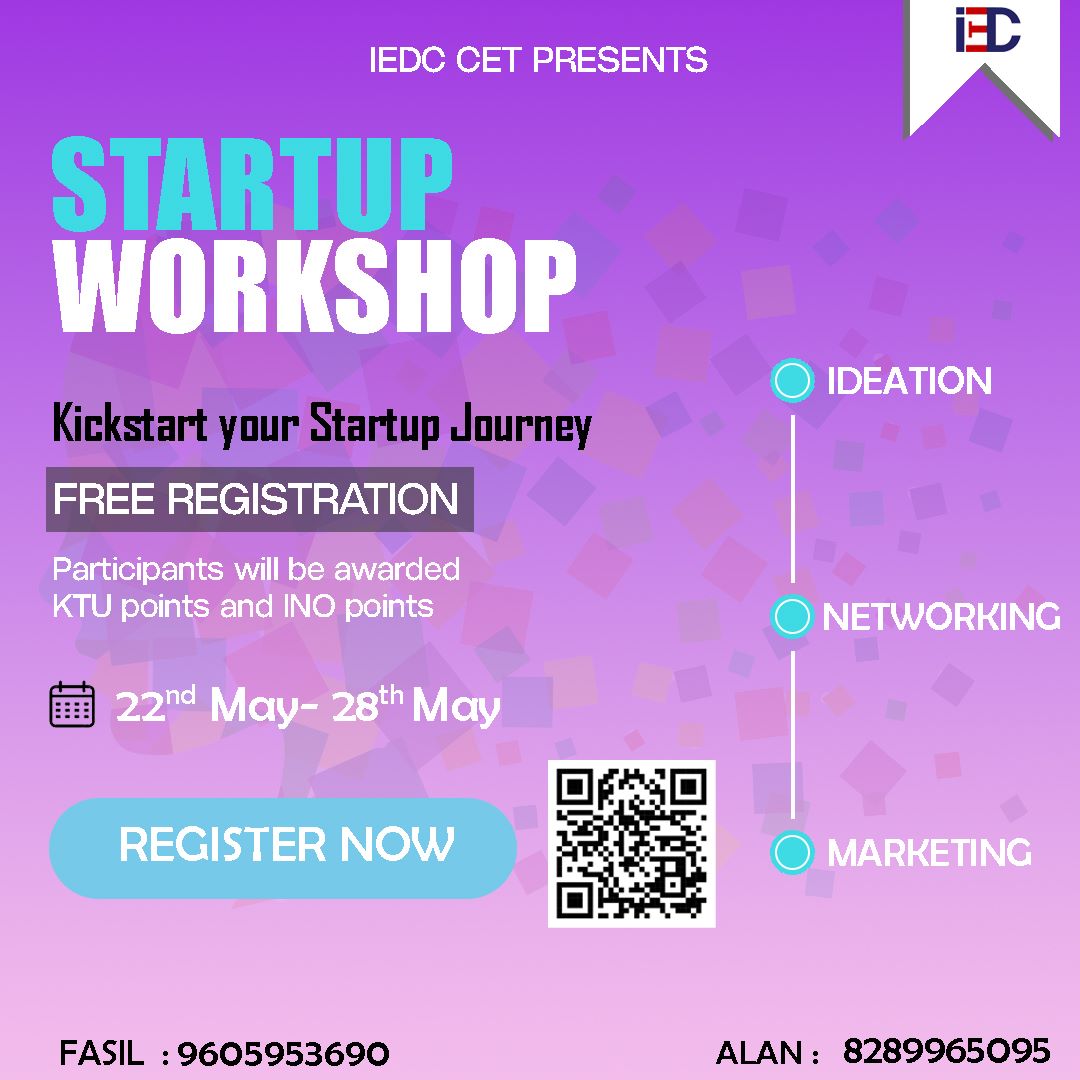 IEDC CET PRESENTS
iEDC
STARTUP
WORKSHOP
Kickstart your Startup Journey
FREE REGISTRATION
Participants will be awarded
KTU points and INO points
22nd May- 28th May
REGISTER NOW
IDEATION
NETWORKING
MARKETING
FASIL : 9605953690
ALAN : 8289965095